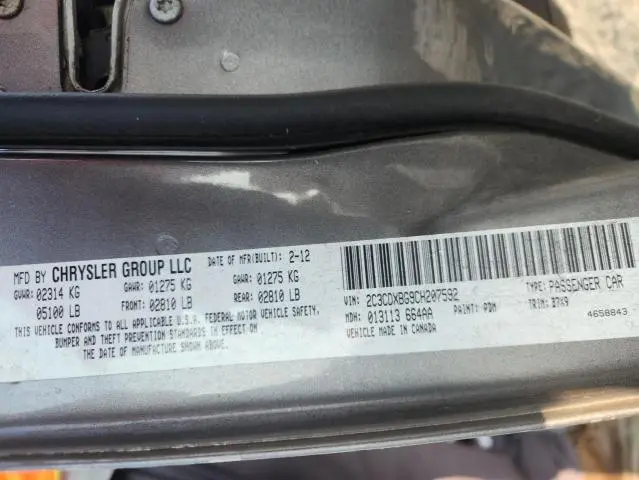 MFD BY CHRYSLER GROUP LLC DATE OF MFR(BUILT): 2-12
GVWR: 02314 KG GAWR: 01275 KG GAWR: 01275 KG
05100 LB FRONT: 02810 LB REAR: 02810 LB
THIS VEHICLE CONFORMS TO ALL APPLICABLE U.S.A. FEDERAL MOTOR VEHICLE SAFETY,
BUMPER AND THEFT PREVENTION STANDARDS IN EFFECT ON
THE DATE OF MANUFACTURE SHOWN ABOVE.
VIN: 2C3CDXBG9CH207592 TYPE: PASSENGER CAR
MDH: 013113 664AA PAINT: PDM TRIM: B7X9
VEHICLE MADE IN CANADA 4658843